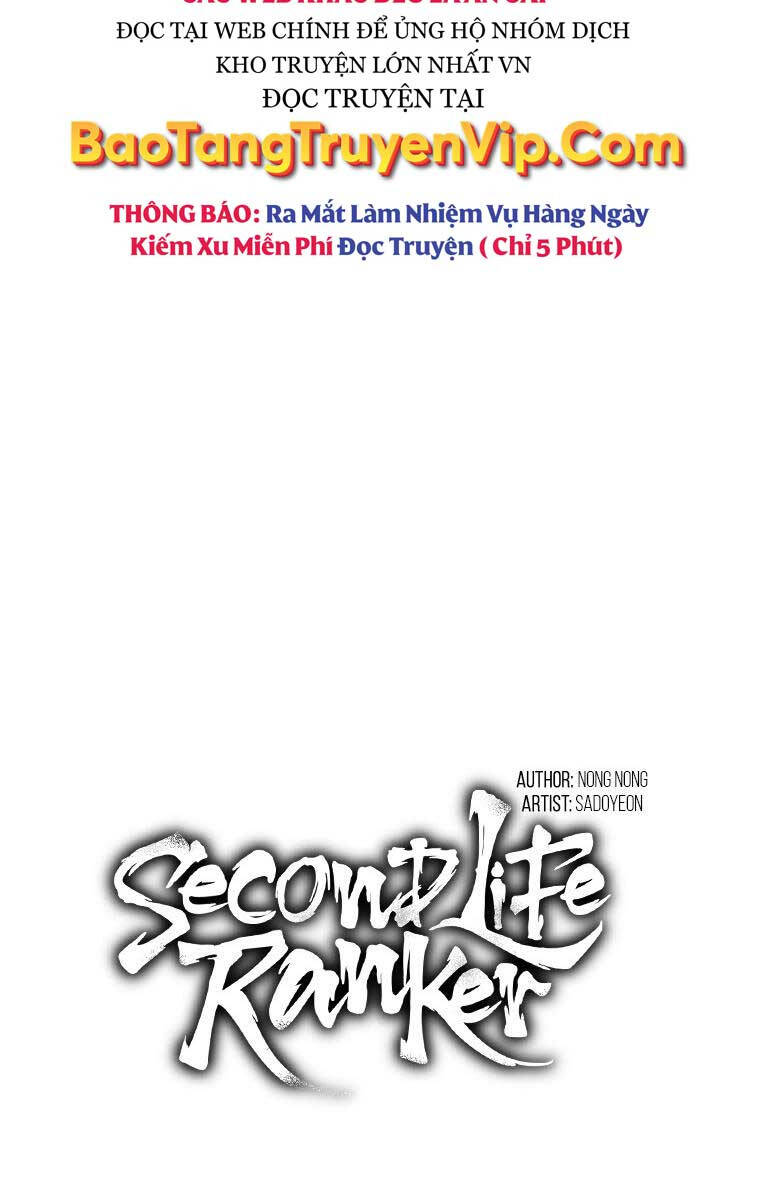 ĐỌC TẠI WEB CHÍNH ĐỂ ỦNG HỘ NHÓM DỊCH
KHO TRUYỆN LỚN NHẤT VN
ĐỌC TRUYỆN TẠI
BaoTangTruyenVip.Com
THÔNG BÁO: Ra Mắt Làm Nhiệm Vụ Hàng Ngày
Kiếm Xu Miễn Phí Đọc Truyện ( Chỉ 5 Phút)
AUTHOR: NONG NONG
ARTIST: SADOYEON
Second Life
Ranker